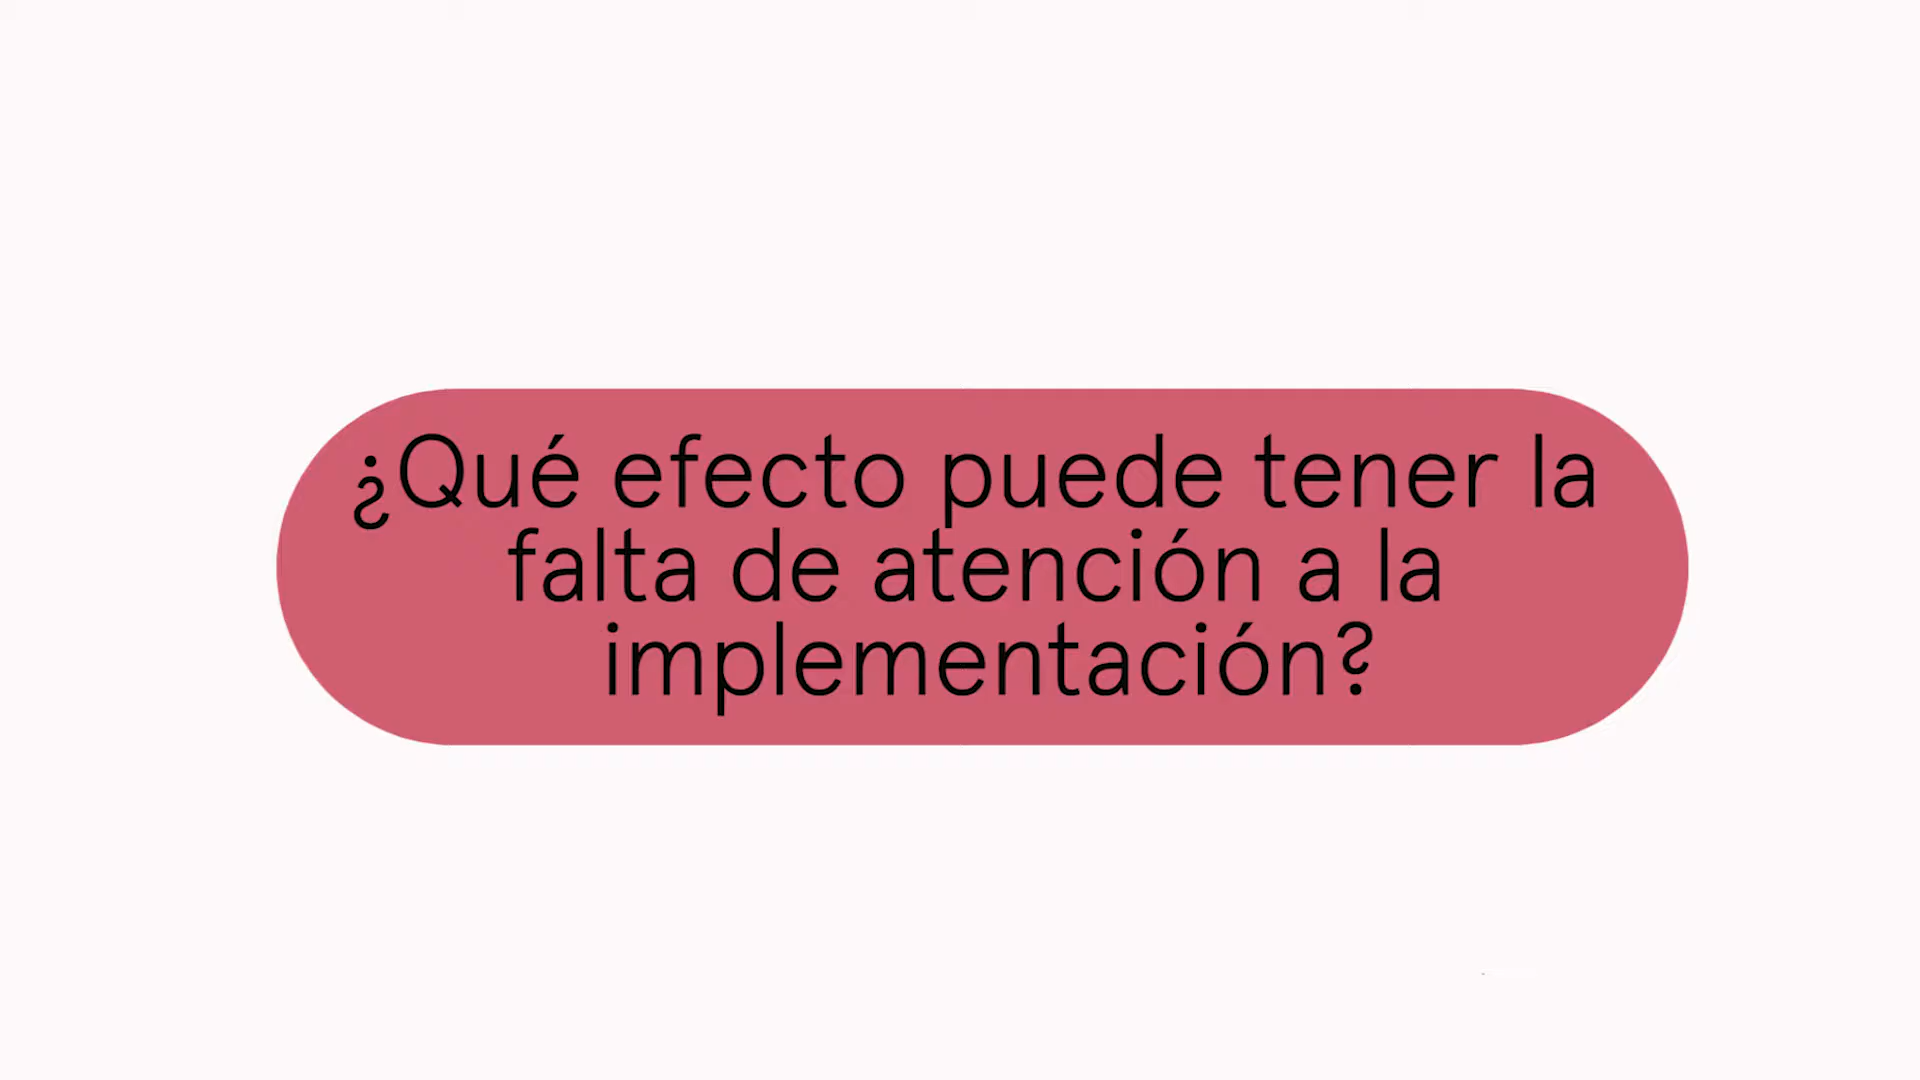 ¿Qué efecto puede tener la
falta de atención a la
implementación?